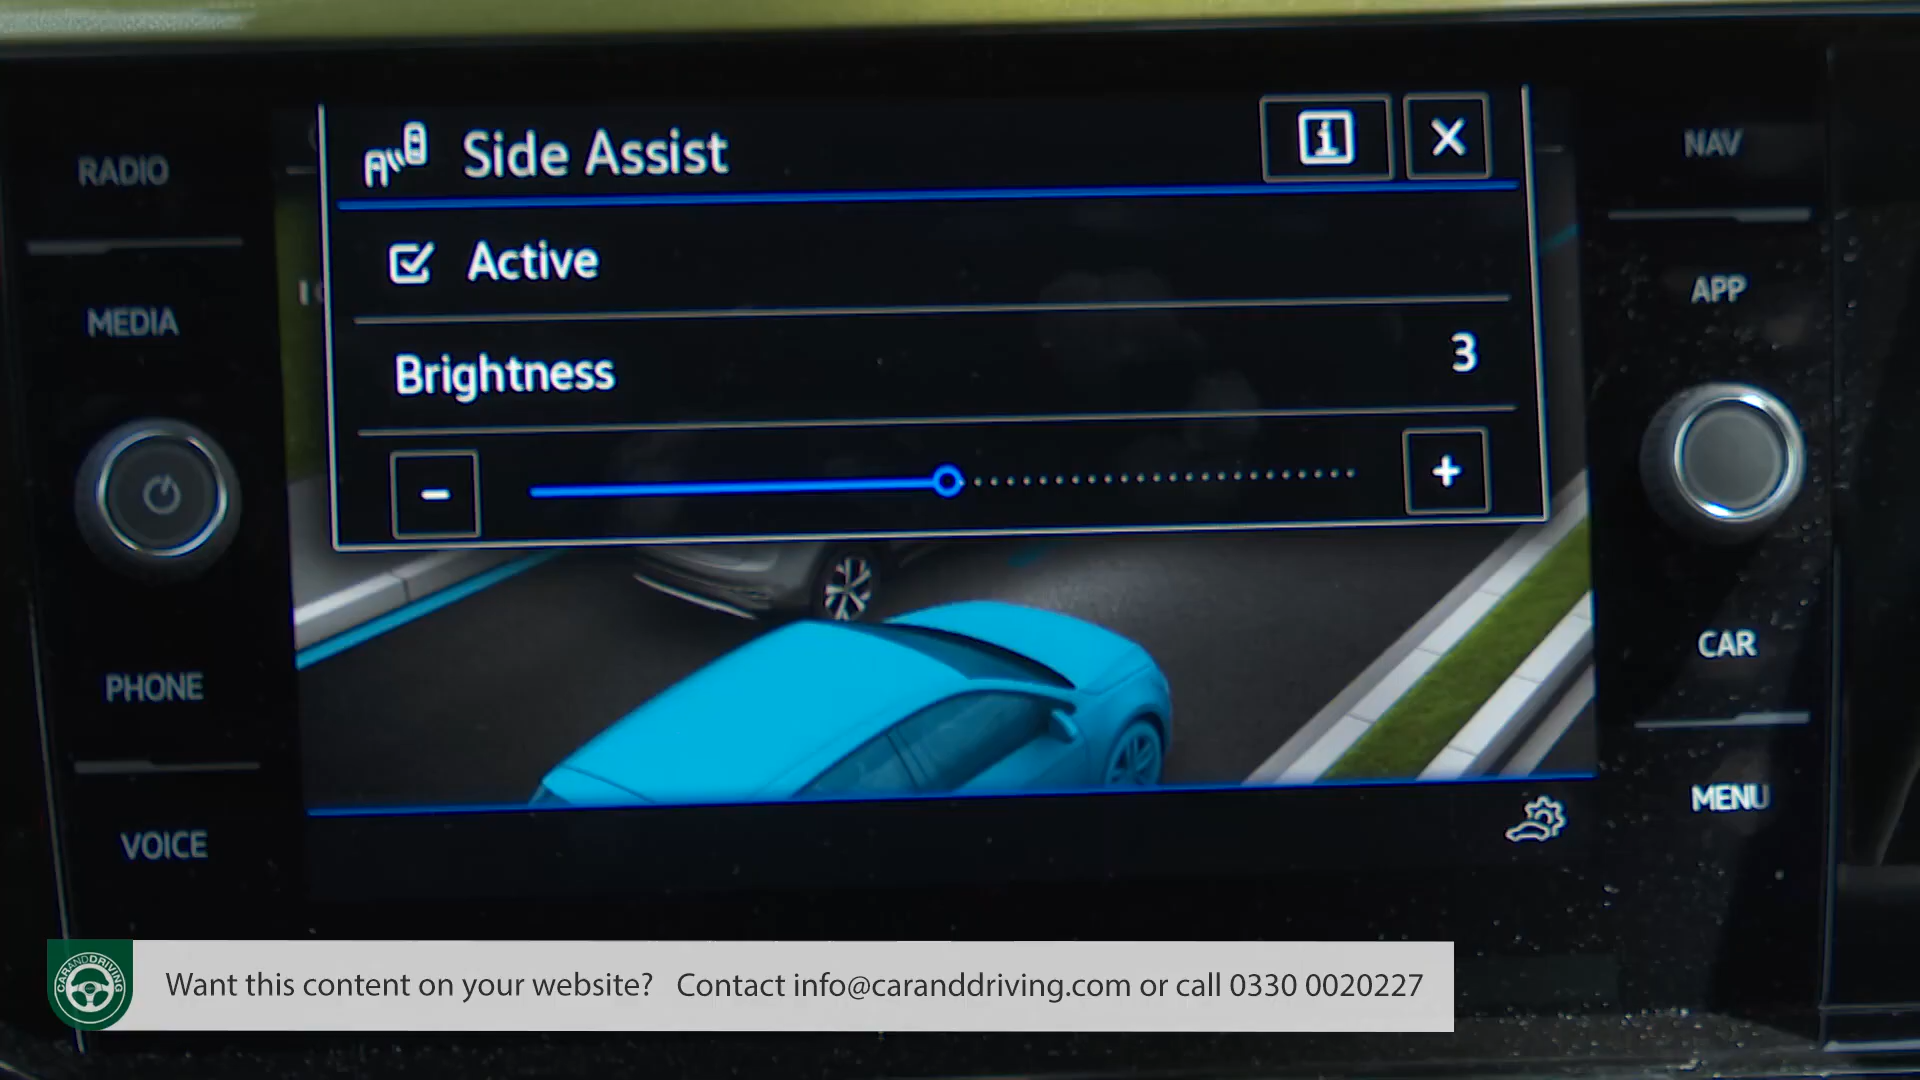 Side Assist
Active
Brightness 3
RADIO
MEDIA
PHONE
VOICE
NAV
APP
CAR
MENU
CARANDDRIVING
Want this content on your website? Contact info@caranddriving.com or call 0330 0020227